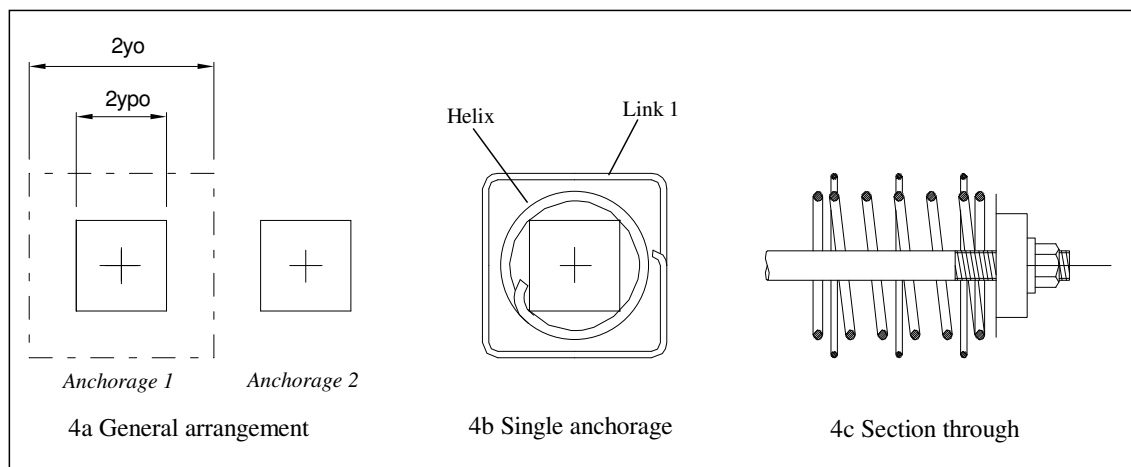 2yo
2ypo
Anchorage 1
Anchorage 2
4a General arrangement
Helix
Link 1
4b Single anchorage
4c Section through